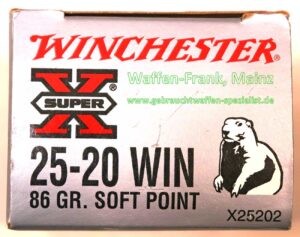 WINCHESTER®
Waffen-Frank, Mainz
X SUPER ®
www.gebrauchtwaffen-spezialist.de
25-20 WIN
86 GR. SOFT POINT
X25202